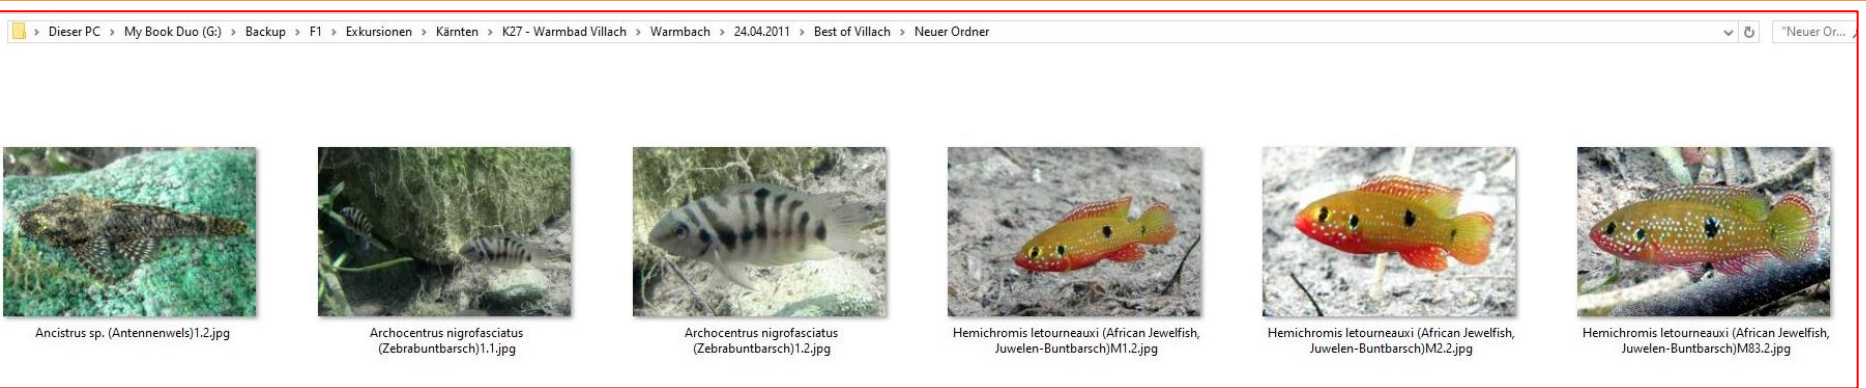 Dieser PC > My Book Duo (G:) > Backup > F1 > Exkursionen > Kärnten > K27 - Warmbad Villach > Warmbach > 24.04.2011 > Best of Villach > Neuer Ordner
"Neuer Or...
Ancistrus sp. (Antennenwels)1.2.jpg
Archocentrus nigrofasciatus
(Zebrabuntbarsch)1.1.jpg
Archocentrus nigrofasciatus
(Zebrabuntbarsch)1.2.jpg
Hemichromis letourneauxi (African Jewelfish,
Juwelen-Buntbarsch)M1.2.jpg
Hemichromis letourneauxi (African Jewelfish,
Juwelen-Buntbarsch)M2.2.jpg
Hemichromis letourneauxi (African Jewelfish,
Juwelen-Buntbarsch)M83.2.jpg